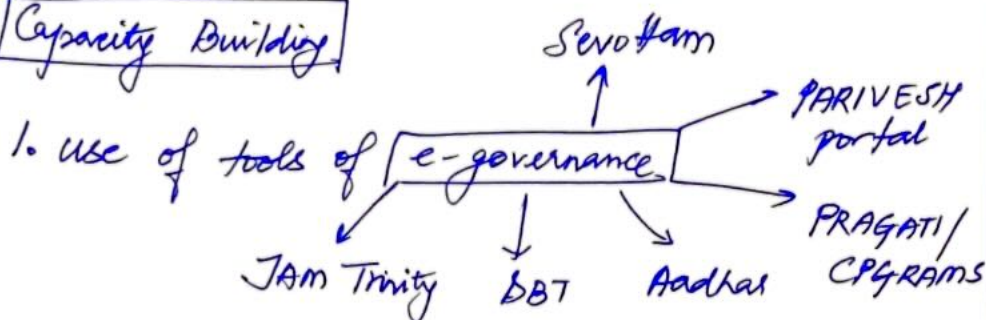 Capacity Building
Sevottam
PARIVESH
portal
1. use of tools of e-governance
PRAGATI/
CPGRAMS
JAM Trinity DBT Aadhar